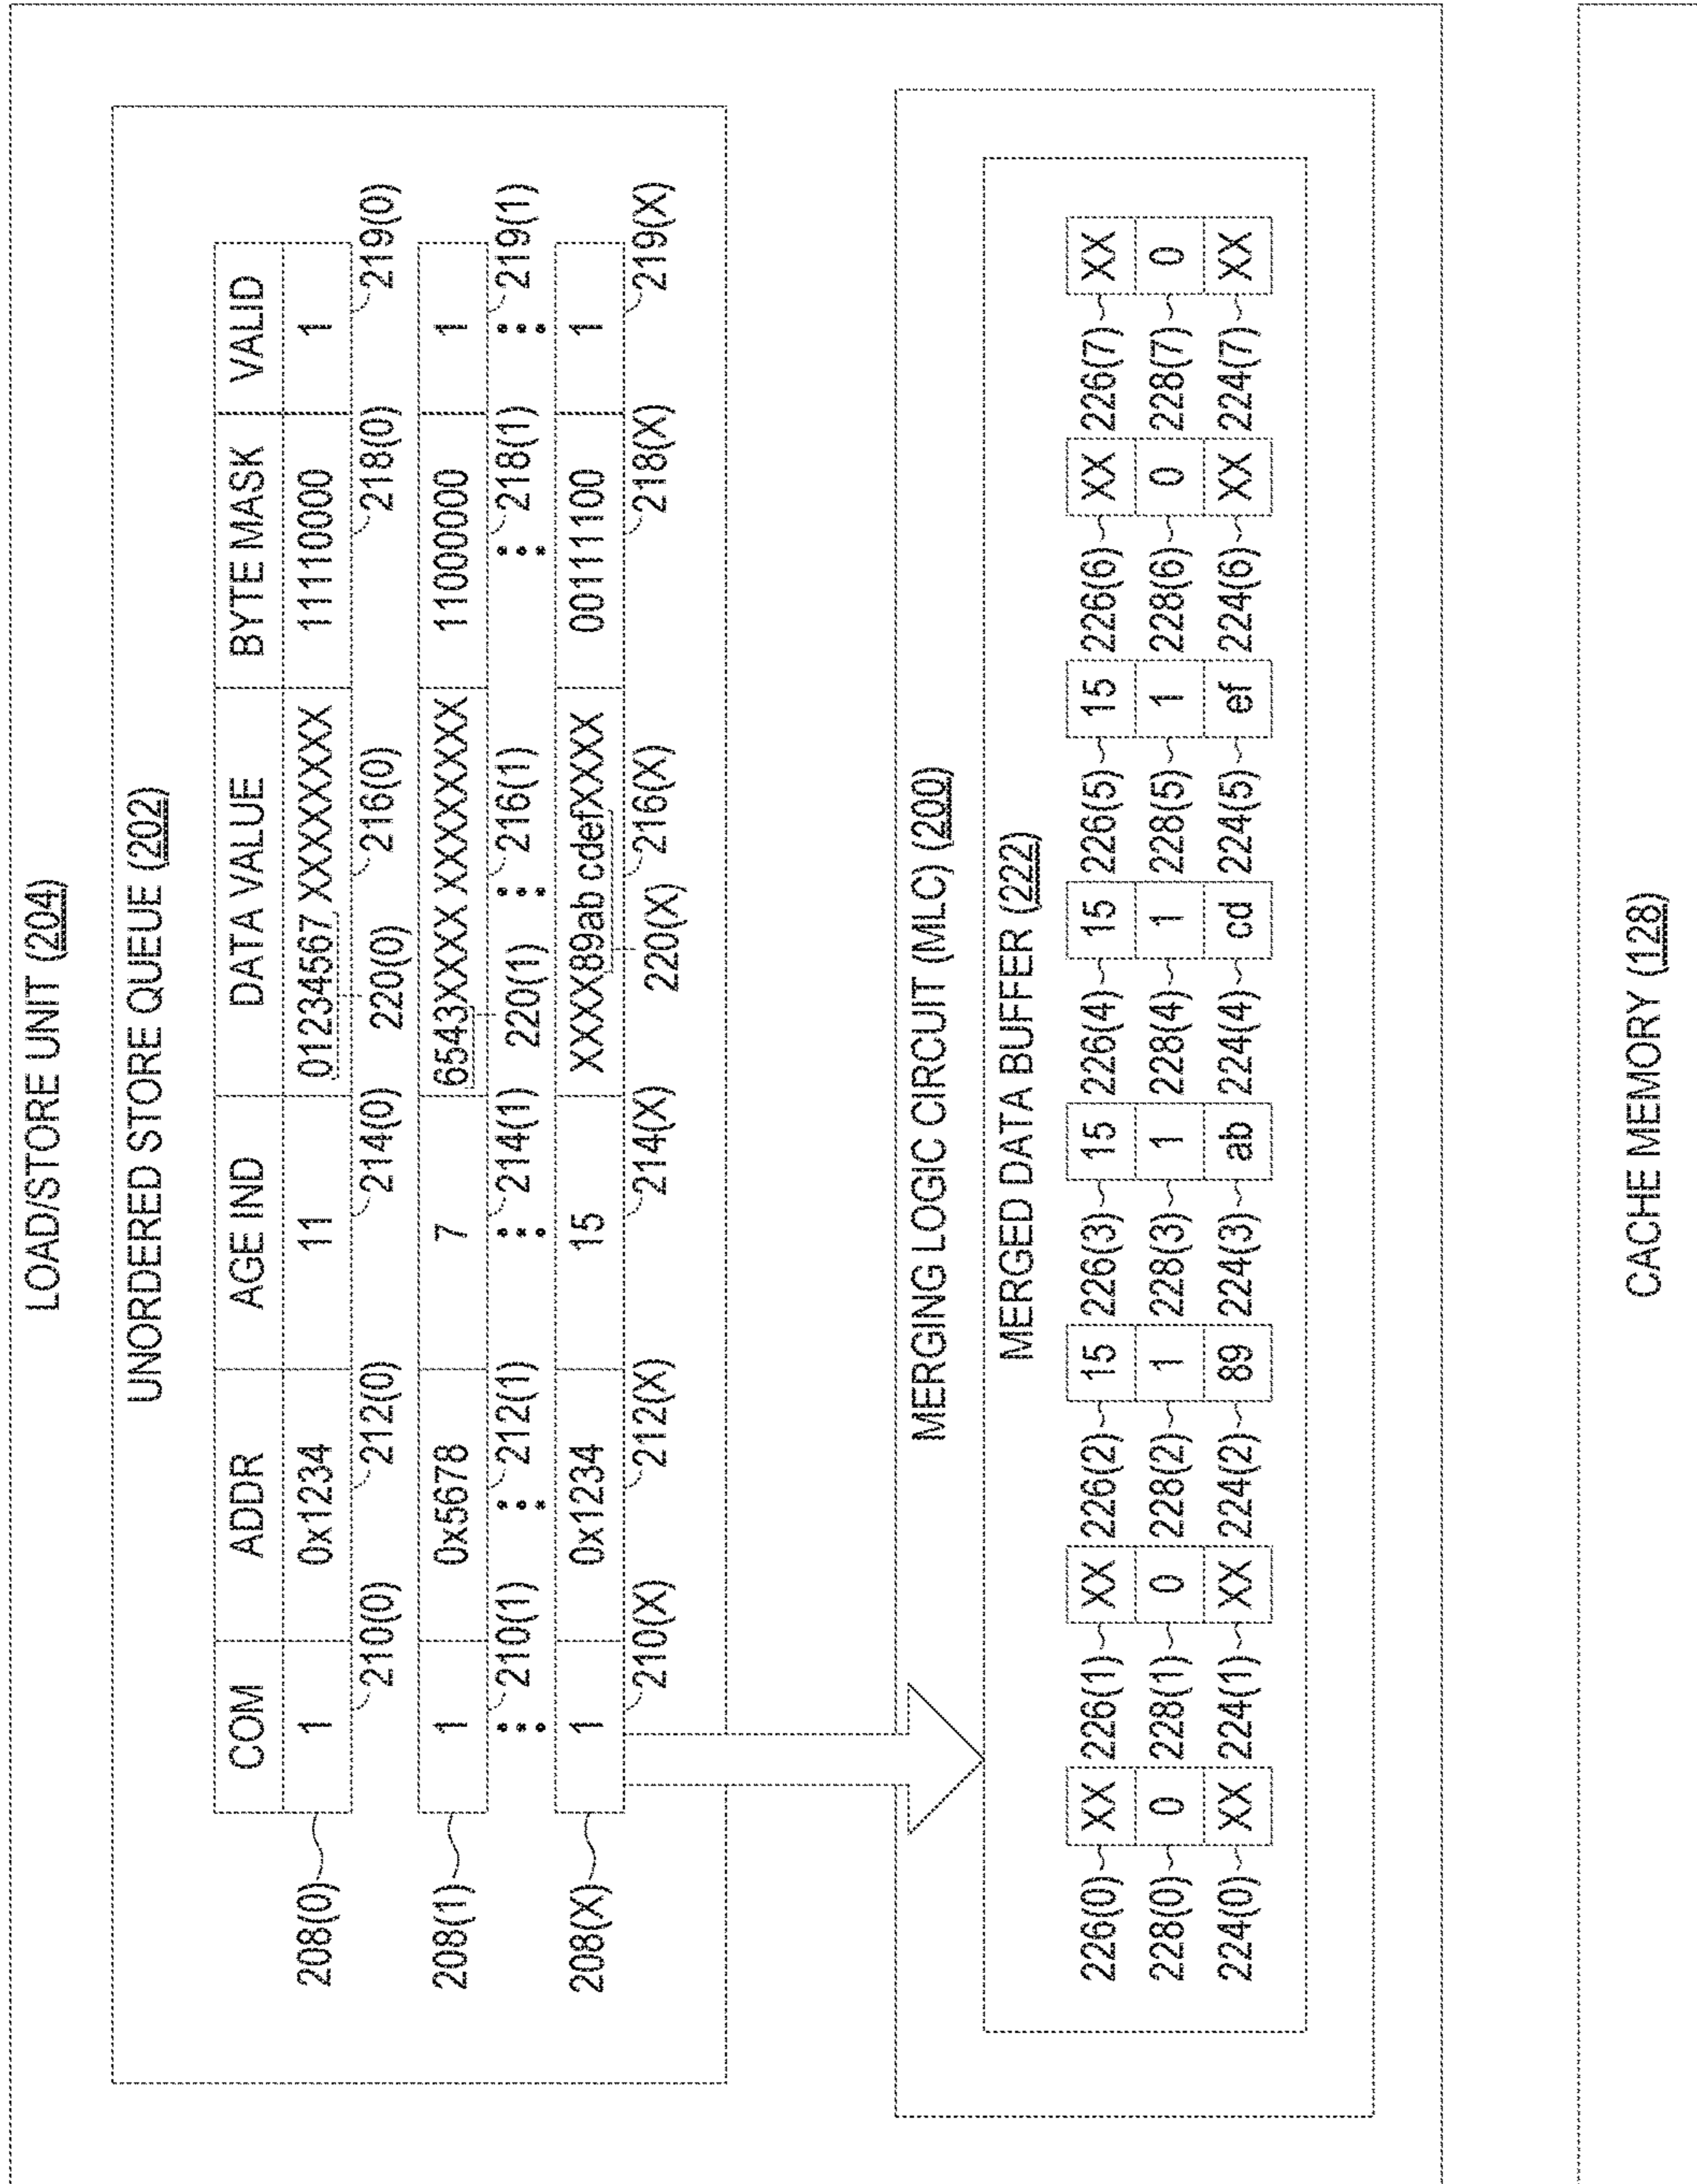 LOAD/STORE UNIT (204)
UNORDERED STORE QUEUE (202)
COM ADDR AGE IND DATA VALUE BYTE MASK VALID
208(0) 1 0x1234 11 01234567 XXXXXXXX 11110000 1
210(0) 212(0) 214(0) 220(0) 216(0) 218(0) 219(0)
208(1) 1 0x5678 7 6543XXXX XXXXXXXX 11000000 1
210(1) 212(1) 214(1) 220(1) 216(1) 218(1) 219(1)
208(X) 1 0x1234 15 XXXX89ab cdefXXXX 00111100 1
210(X) 212(X) 214(X) 220(X) 216(X) 218(X) 219(X)
MERGING LOGIC CIRCUIT (MLC) (200)
MERGED DATA BUFFER (222)
226(0) XX 226(1) XX 226(2) 15 226(3) 15 226(4) 15 226(5) 15 226(6) XX 226(7) XX
228(0) 0 228(1) 0 228(2) 1 228(3) 1 228(4) 1 228(5) 1 228(6) 0 228(7) 0
224(0) XX 224(1) XX 224(2) 89 224(3) ab 224(4) cd 224(5) ef 224(6) XX 224(7) XX
CACHE MEMORY (128)